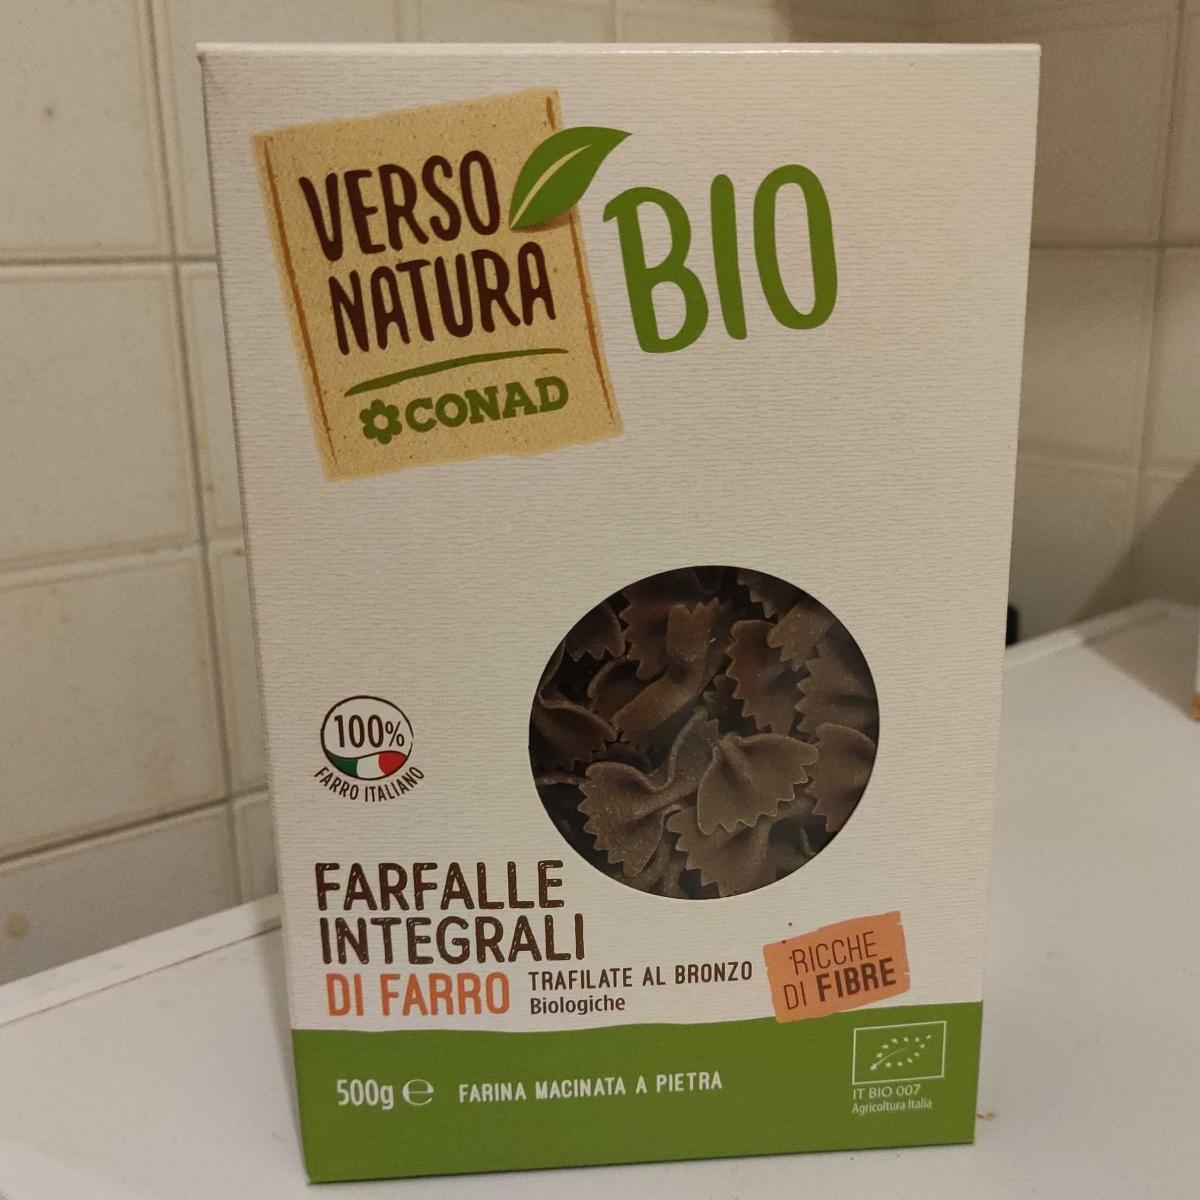 VERSO
NATURA
CONAD
BIO
100%
FARRO ITALIANO
FARFALLE
INTEGRALI
DI FARRO
TRAFILATE AL BRONZO
Biologiche
RICCHE
DI FIBRE
500g e
FARINA MACINATA A PIETRA
IT BIO 007
Agricoltura Italia